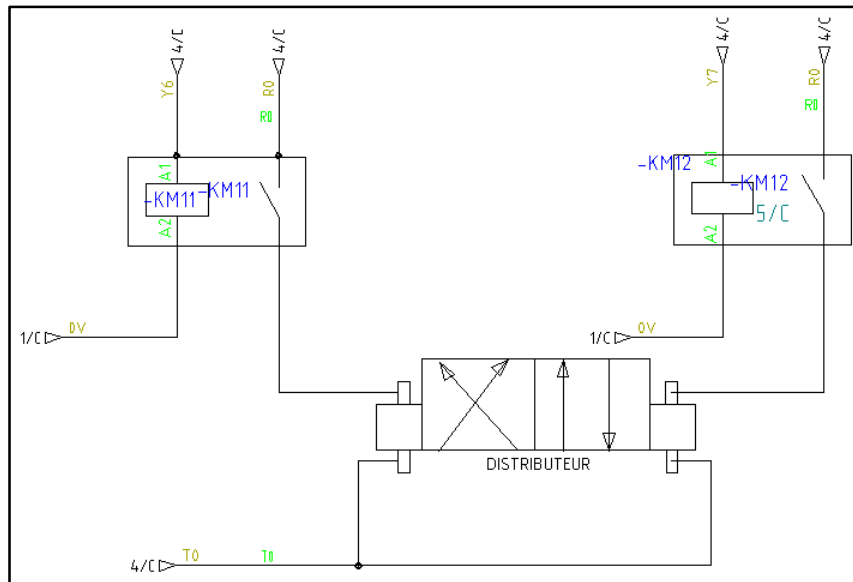 4/C
4/C
4/C
4/C
Y6
R0
R0
Y7
R0
R0
A1
-KM11
-KM11
A2
-KM12
A1
-KM12
5/C
A2
1/C
0V
1/C
0V
DISTRIBUTEUR
4/C
T0
T0